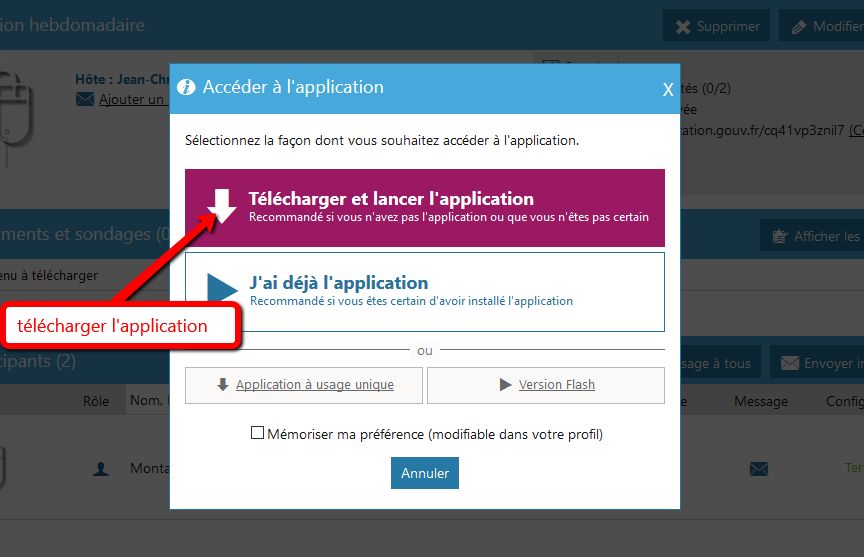 ion hebdomadaire
Supprimer
Modifier
Hôte : Jean-Chr
Ajouter un
tés (0/2)
vée
cation.gouv.fr/cq41vp3znil7
Accéder à l'application
X
Sélectionnez la façon dont vous souhaitez accéder à l'application.
Télécharger et lancer l'application
Recommandé si vous n'avez pas l'application ou que vous n'êtes pas certain
ments et sondages (0
Afficher les
enu à télécharger
J'ai déjà l'application
Recommandé si vous êtes certain d'avoir installé l'application
télécharger l'application
ou
cipants (2)
sage à tous
Envoyer in
Application à usage unique
Version Flash
Rôle
Nom,
e
Message
Config
Mémoriser ma préférence (modifiable dans votre profil)
Monta
Ter
Annuler